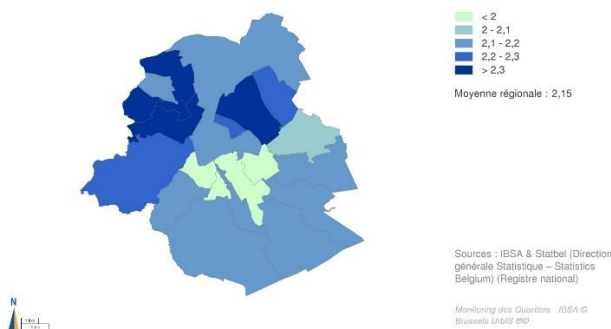 < 2
2 - 2,1
2,1 - 2,2
2,2 - 2,3
> 2,3
Moyenne régionale : 2,15
Sources : IBSA & Statbel (Direction
générale Statistique – Statistics
Belgium) (Registre national)
Monitoring des Quartiers - IBSA ©
Brussels UrbIS ®©
N